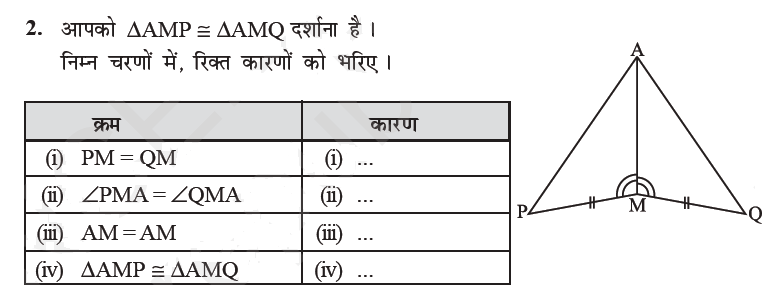 2. आपको ΔAMP ≅ ΔAMQ दर्शाना है ।
निम्न चरणों में, रिक्त कारणों को भरिए ।
क्रम कारण
(i) PM = QM (i) ...
(ii) ∠PMA = ∠QMA (ii) ...
(iii) AM = AM (iii) ...
(iv) ΔAMP ≅ ΔAMQ (iv) ...
A
P M Q